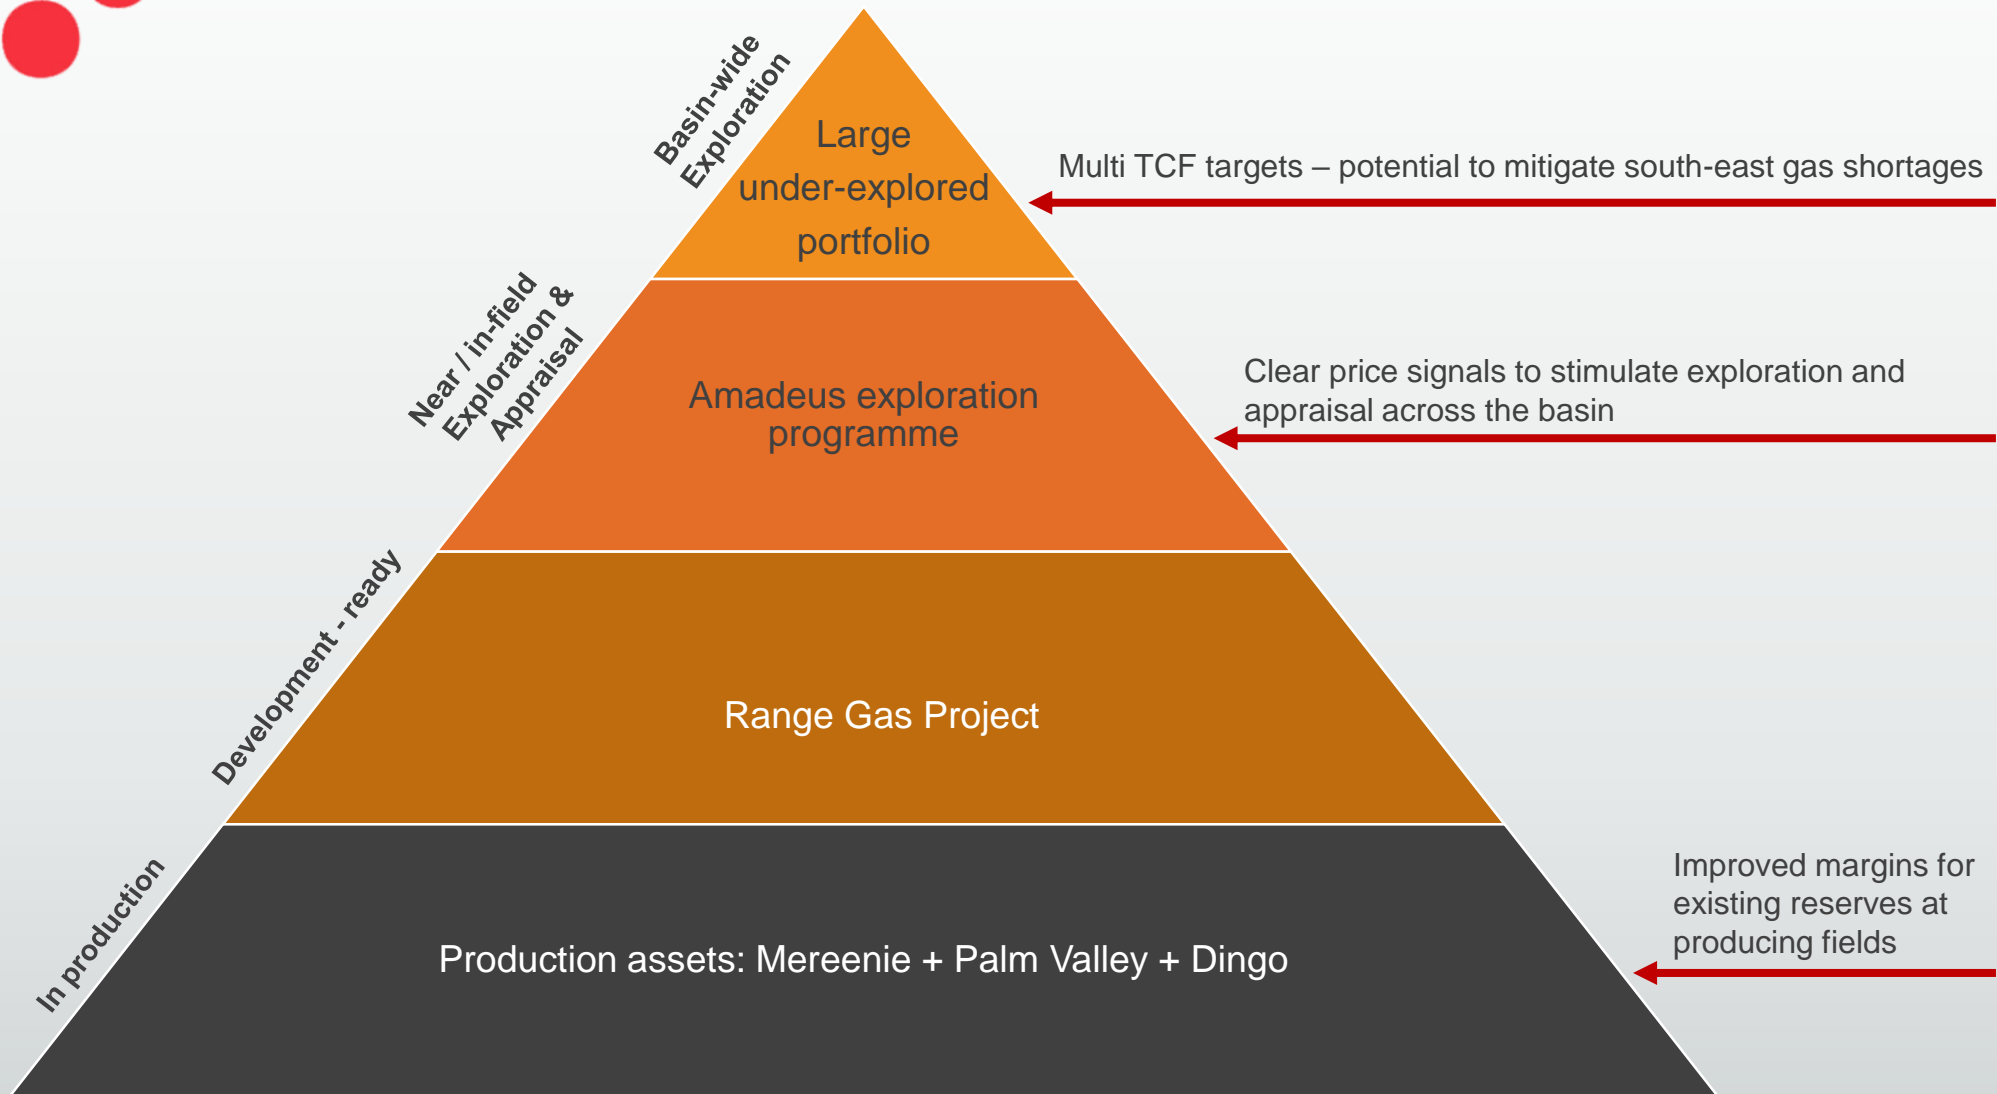 Basin-wide
Exploration
Large
under-explored
portfolio
Multi TCF targets – potential to mitigate south-east gas shortages
Near / in-field
Exploration &
Appraisal
Amadeus exploration
programme
Clear price signals to stimulate exploration and
appraisal across the basin
Development - ready
Range Gas Project
In production
Production assets: Mereenie + Palm Valley + Dingo
Improved margins for
existing reserves at
producing fields